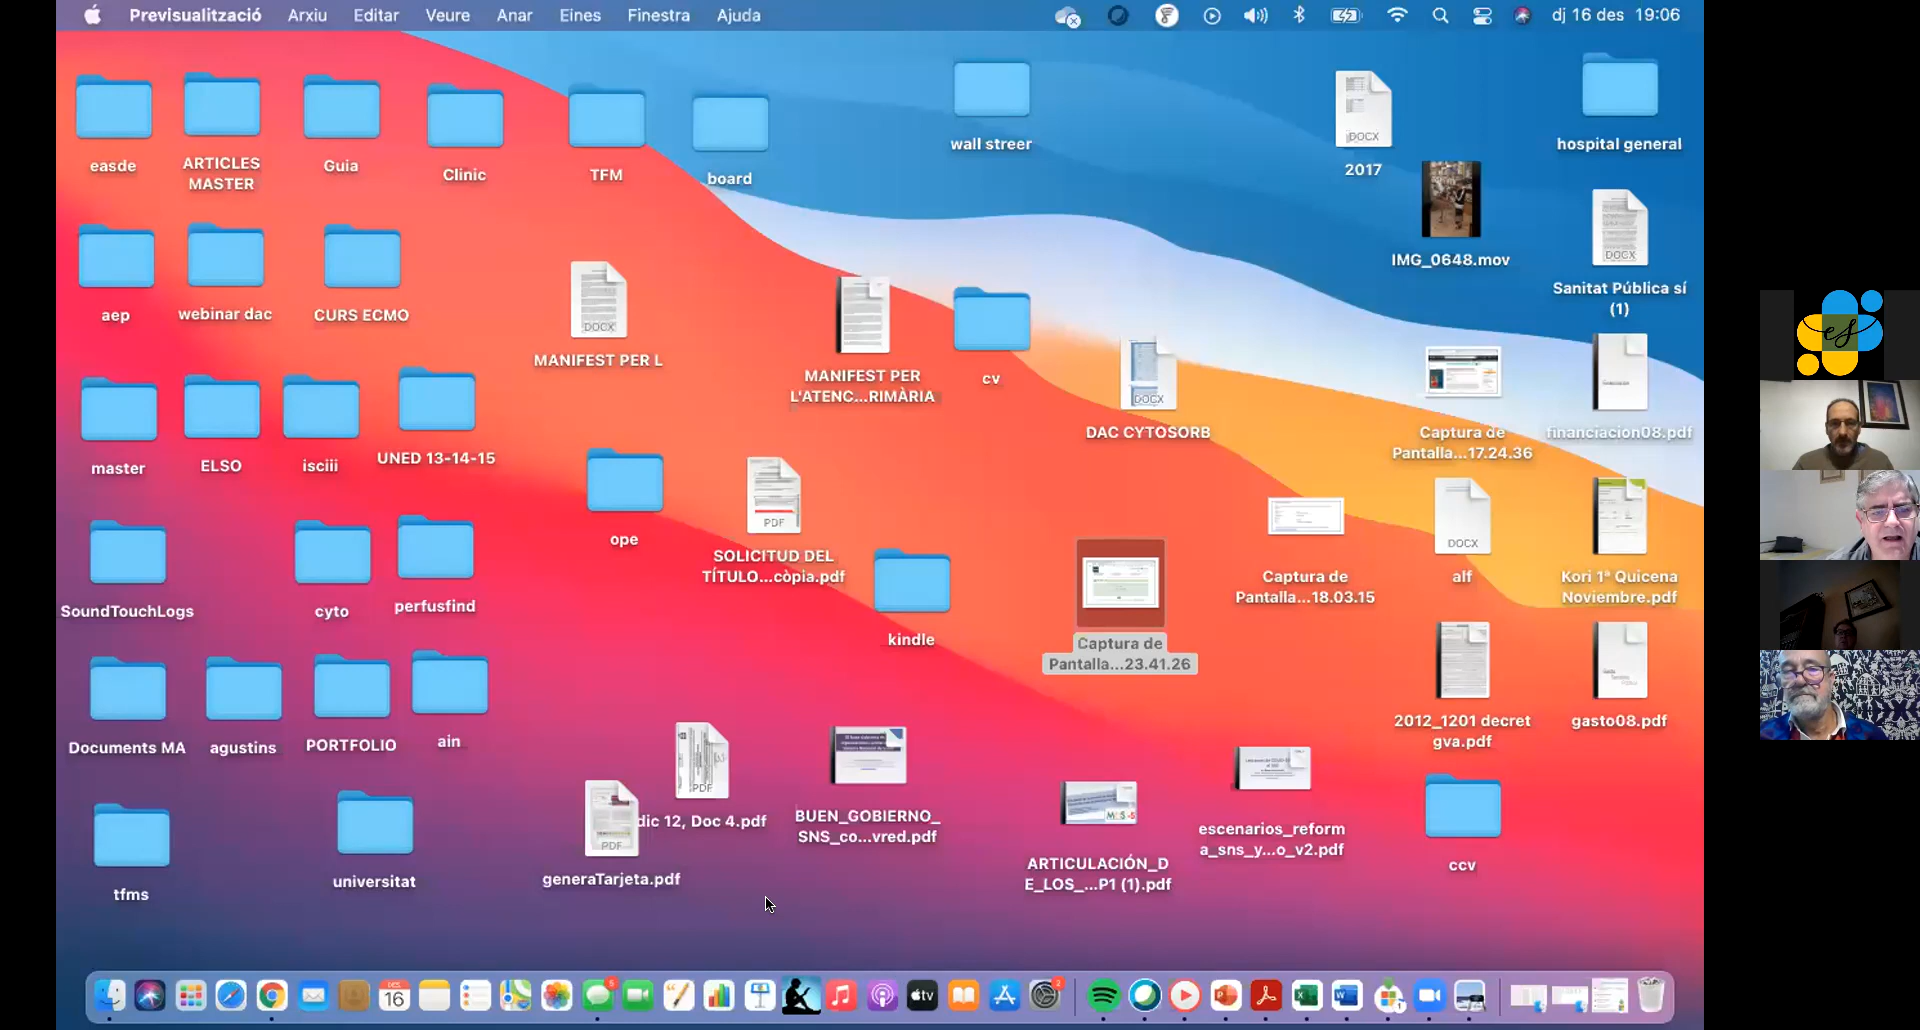 Previsualització Arxiu Editar Veure Anar Eines Finestra Ajuda dj 16 des 19:06
easde
ARTICLES
MASTER
Guia
Clinic
TFM
board
wall streer
DOCX
2017
hospital general
IMG_0648.mov
DOCX
Sanitat Pública sí
(1)
aep
webinar dac
CURS ECMO
DOCX
MANIFEST PER L
MANIFEST PER
L'ATENC...RIMÀRIA
cv
DOCX
DAC CYTOSORB
Captura de
Pantalla...17.24.36
financiacion08.pdf
master
ELSO
isciii
UNED 13-14-15
ope
PDF
SOLICITUD DEL
TÍTULO...còpia.pdf
kindle
Captura de
Pantalla...23.41.26
Captura de
Pantalla...18.03.15
DOCX
alf
Kori 1ª Quicena
Noviembre.pdf
SoundTouchLogs
cyto
perfusfind
Documents MA
agustins
PORTFOLIO
ain
2012_1201 decret
gva.pdf
gasto08.pdf
PDF
dic 12, Doc 4.pdf
PDF
generaTarjeta.pdf
BUEN_GOBIERNO_
SNS_co...vred.pdf
ARTICULACIÓN_D
E_LOS_...P1 (1).pdf
escenarios_reform
a_sns_y...o_v2.pdf
ccv
tfms
universitat
DES.
16
5
tv
2
es